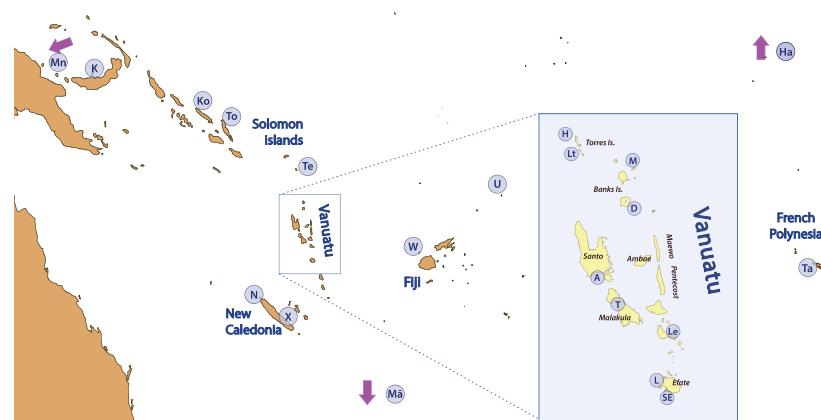 Mn
K
Ha
Ko
To
Solomon
islands
Te
U
W
Fiji
Vanuatu
N
X
New
Caledonia
Mā
French
Polynesia
Ta
H
Torres Is.
Lt
M
Banks Is.
D
Vanuatu
Santo
Ambae
Maewo
Pentecost
A
T
Malakula
Le
L
Efate
SE